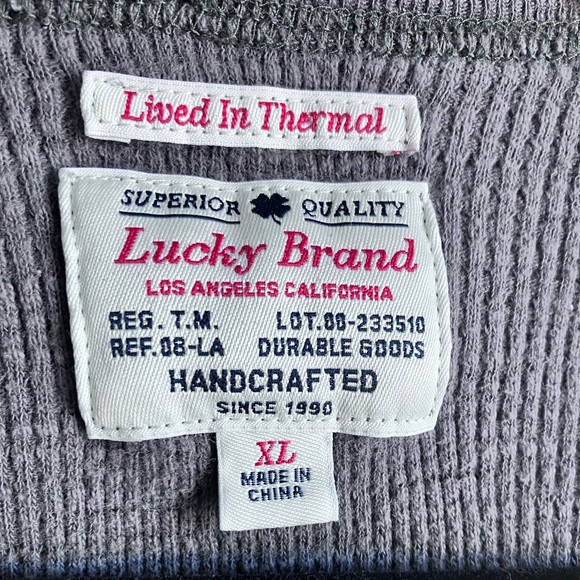 Lived In Thermal
SUPERIOR QUALITY
Lucky Brand
LOS ANGELES CALIFORNIA
REG. T.M. LOT.00-233510
REF.08-LA DURABLE GOODS
HANDCRAFTED
SINCE 1990
XL
MADE IN
CHINA